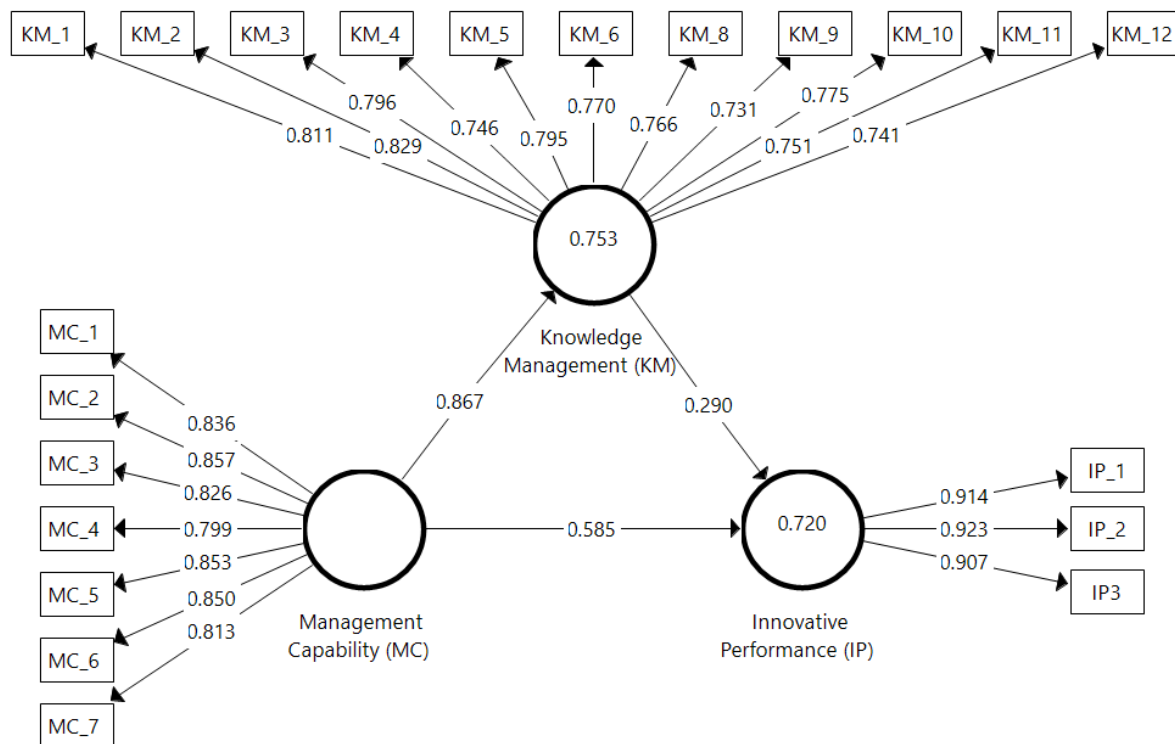 KM_1 KM_2 KM_3 KM_4 KM_5 KM_6 KM_8 KM_9 KM_10 KM_11 KM_12
0.811 0.829 0.796 0.746 0.795 0.770 0.766 0.731 0.775 0.751 0.741
0.753
Knowledge
Management (KM)
0.867 0.290
MC_1
MC_2
MC_3
MC_4
MC_5
MC_6
MC_7
0.836
0.857
0.826
0.799
0.853
0.850
0.813
Management
Capability (MC)
0.585
0.720
Innovative
Performance (IP)
0.914
0.923
0.907
IP_1
IP_2
IP3